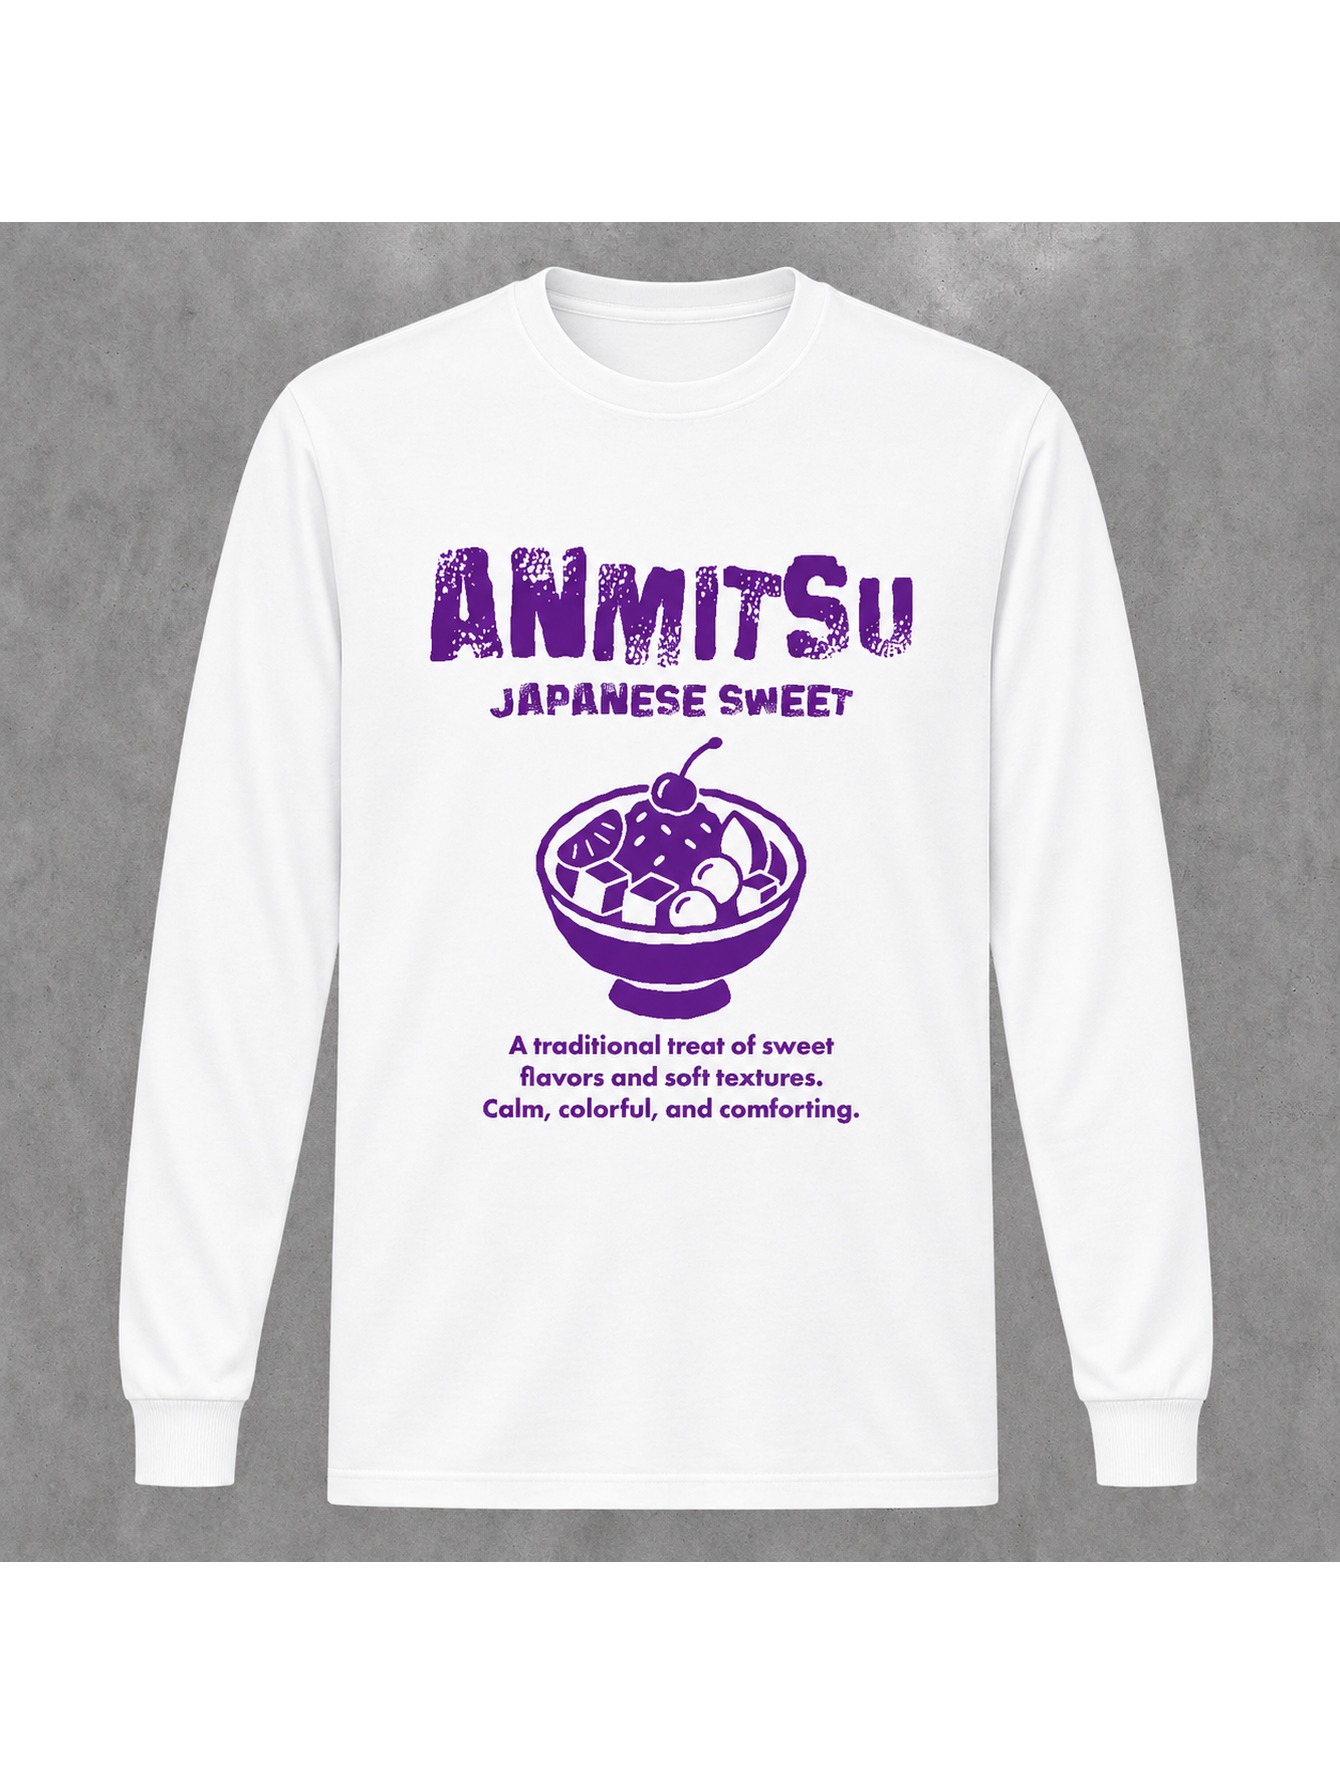 ANMITSU
JAPANESE SWEET
A traditional treat of sweet
flavors and soft textures.
Calm, colorful, and comforting.